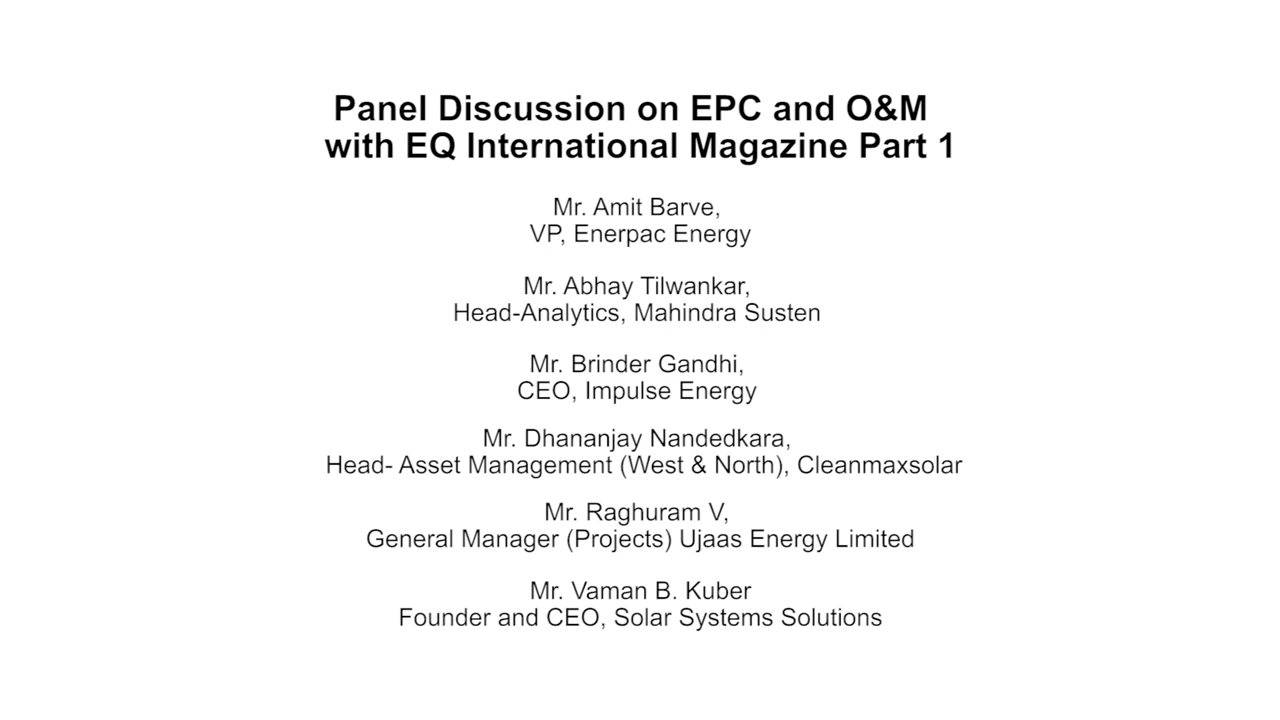 Panel Discussion on EPC and O&M
with EQ International Magazine Part 1
Mr. Amit Barve,
VP, Enerpac Energy
Mr. Abhay Tilwankar,
Head-Analytics, Mahindra Susten
Mr. Brinder Gandhi,
CEO, Impulse Energy
Mr. Dhananjay Nandedkara,
Head- Asset Management (West & North), Cleanmaxsolar
Mr. Raghuram V,
General Manager (Projects) Ujaas Energy Limited
Mr. Vaman B. Kuber
Founder and CEO, Solar Systems Solutions